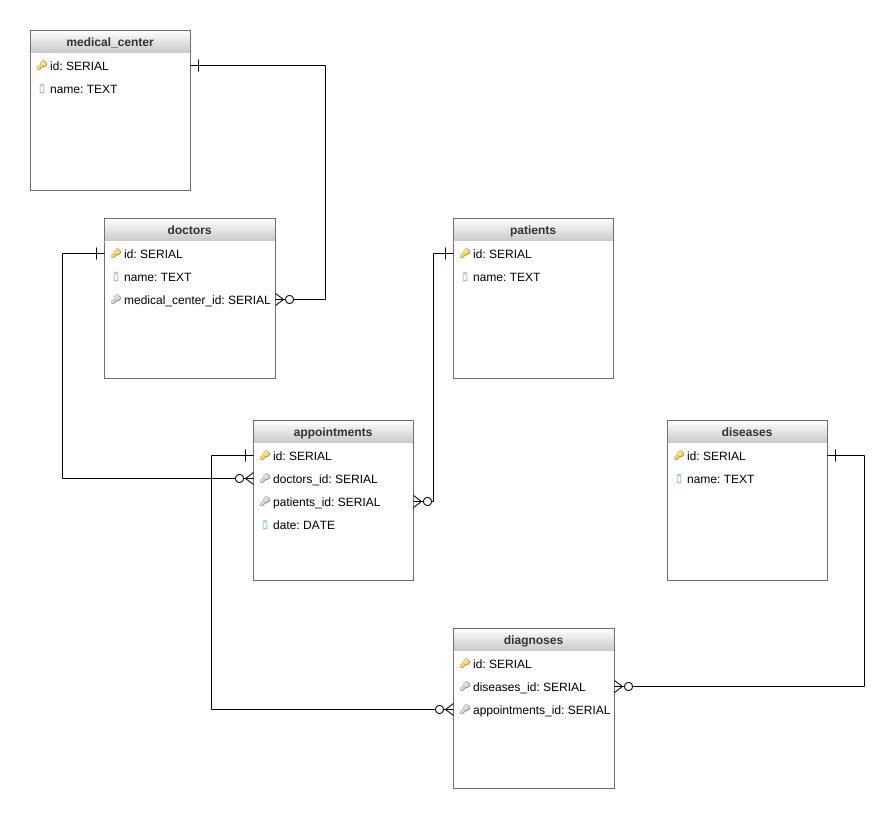 medical_center
id: SERIAL
name: TEXT
doctors
id: SERIAL
name: TEXT
medical_center_id: SERIAL
patients
id: SERIAL
name: TEXT
appointments
id: SERIAL
doctors_id: SERIAL
patients_id: SERIAL
date: DATE
diseases
id: SERIAL
name: TEXT
diagnoses
id: SERIAL
diseases_id: SERIAL
appointments_id: SERIAL